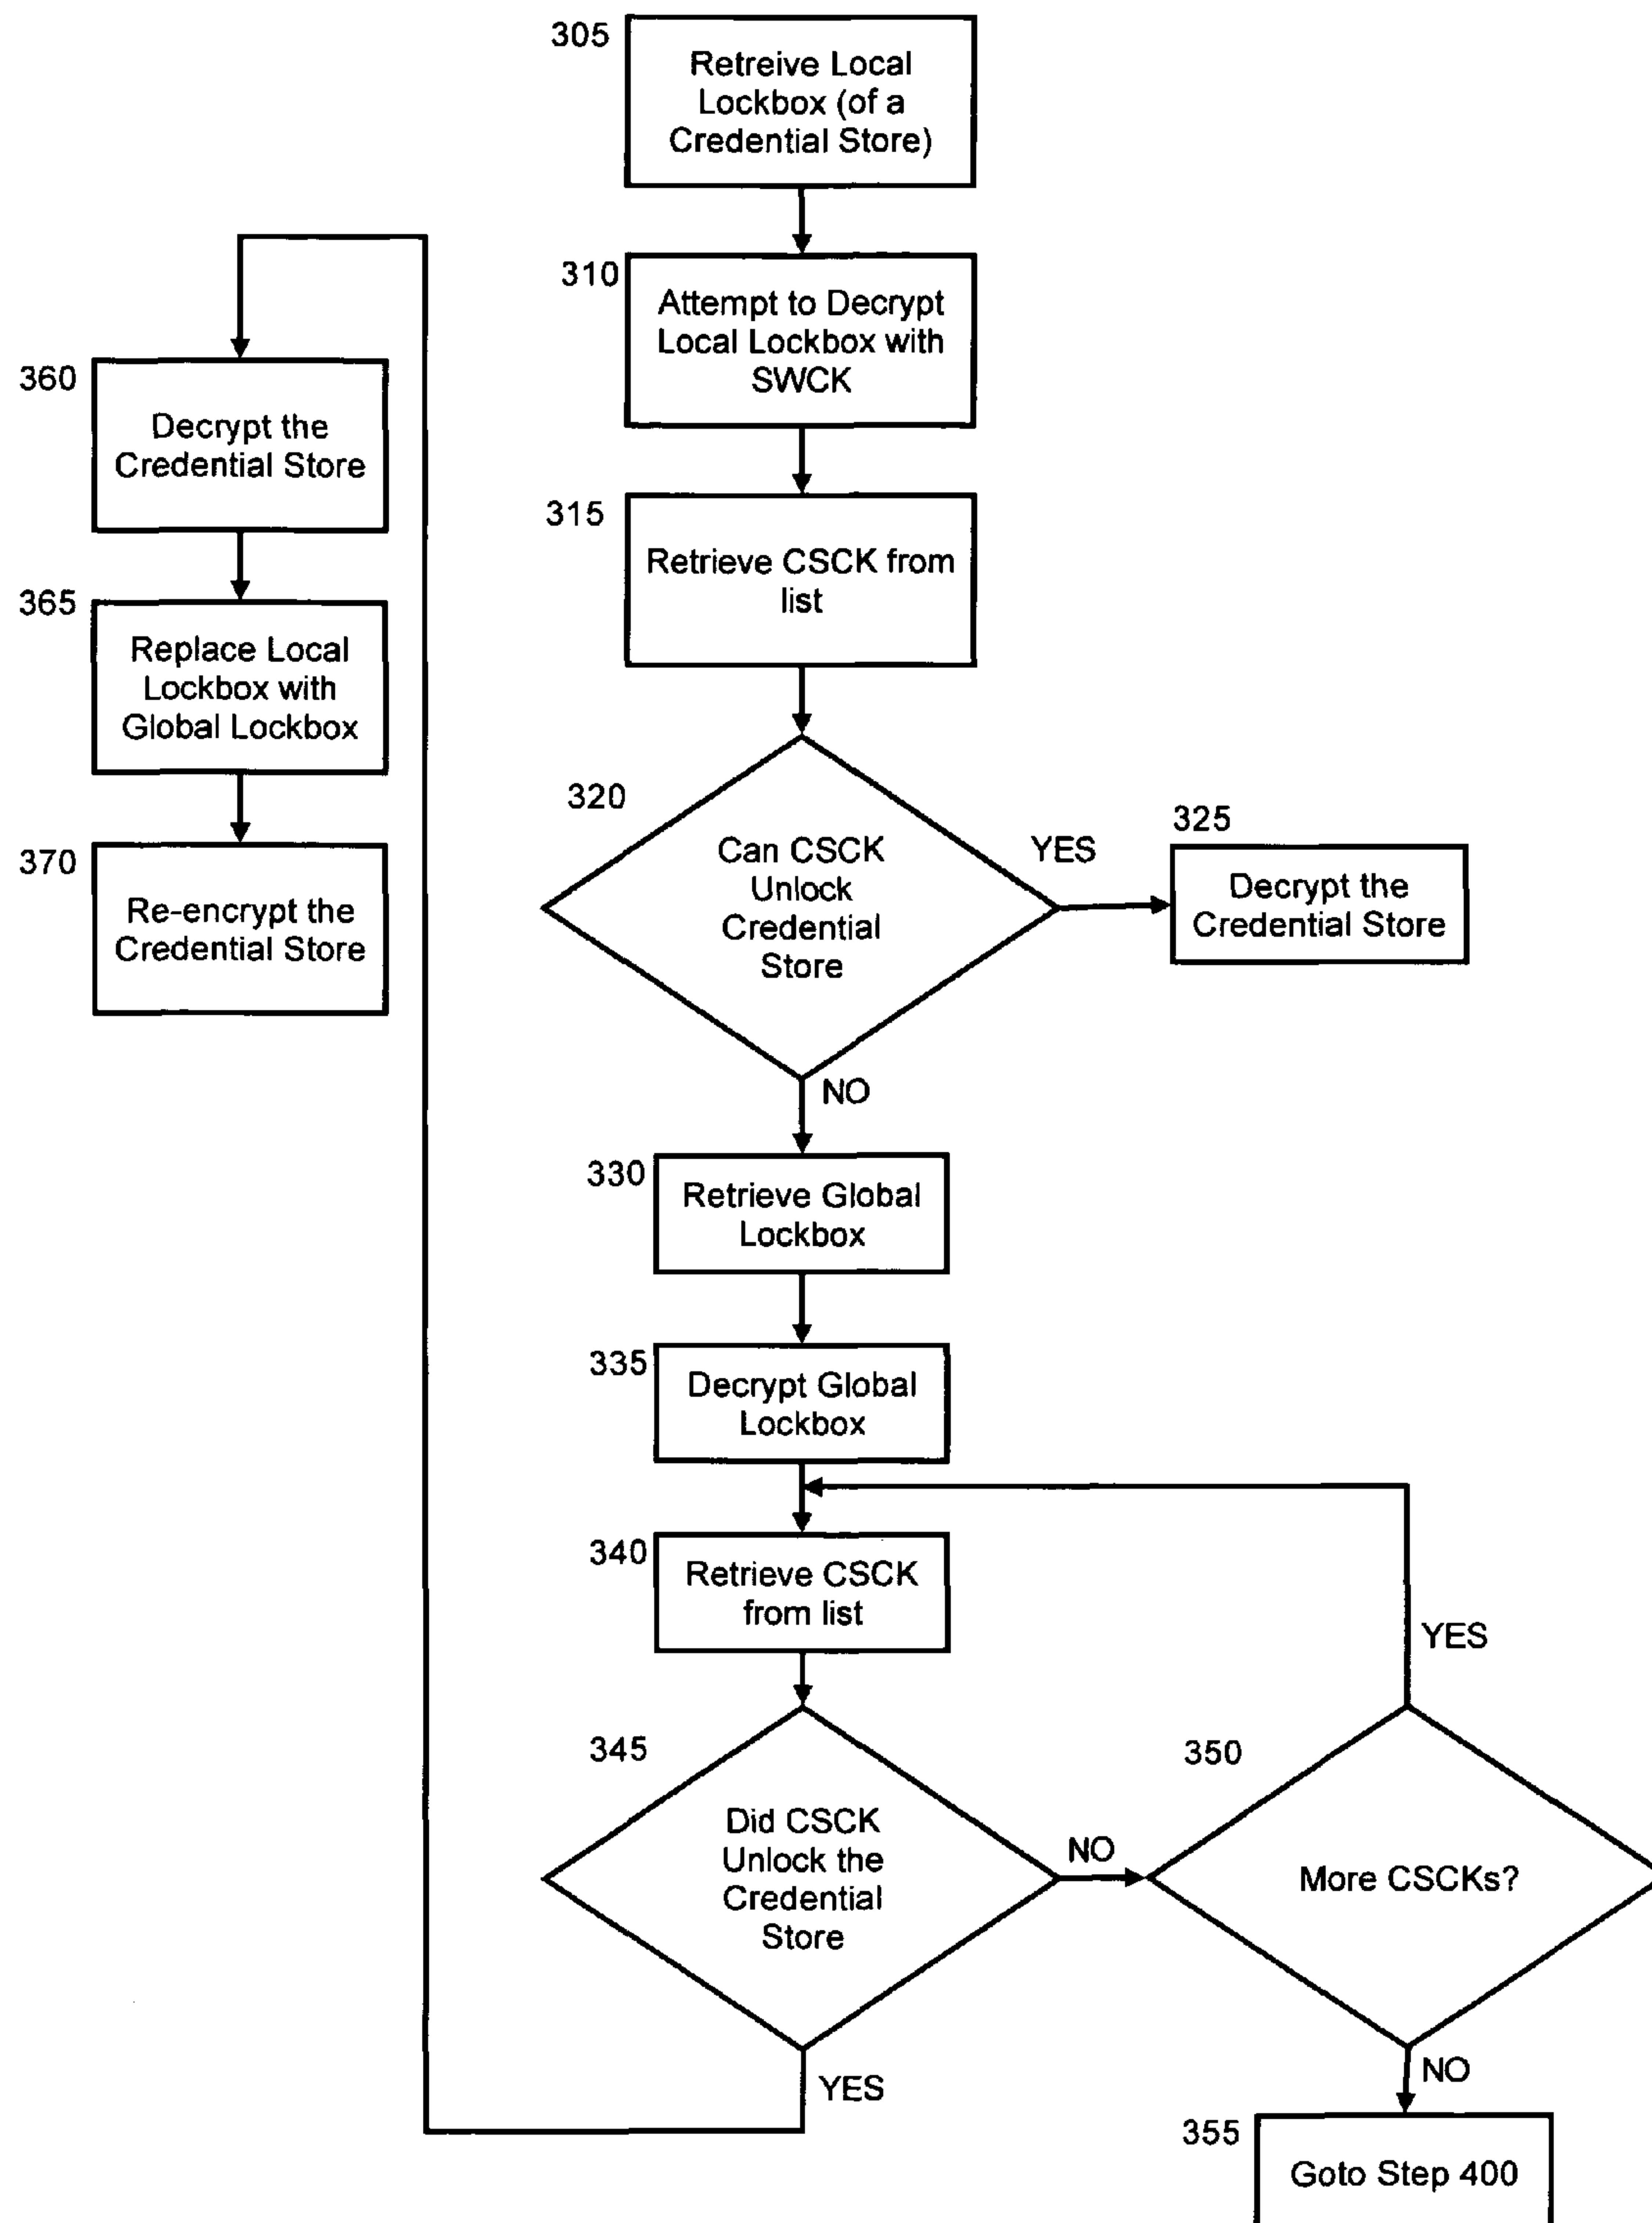 305
Retreive Local
Lockbox (of a
Credential Store)
310
Attempt to Decrypt
Local Lockbox with
SWCK
315
Retrieve CSCK from
list
320
Can CSCK
Unlock
Credential
Store
YES
325
Decrypt the
Credential Store
NO
330
Retrieve Global
Lockbox
335
Decrypt Global
Lockbox
340
Retrieve CSCK
from list
345
Did CSCK
Unlock the
Credential
Store
NO
350
More CSCKs?
YES
NO
355
Goto Step 400
YES
360
Decrypt the
Credential Store
365
Replace Local
Lockbox with
Global Lockbox
370
Re-encrypt the
Credential Store